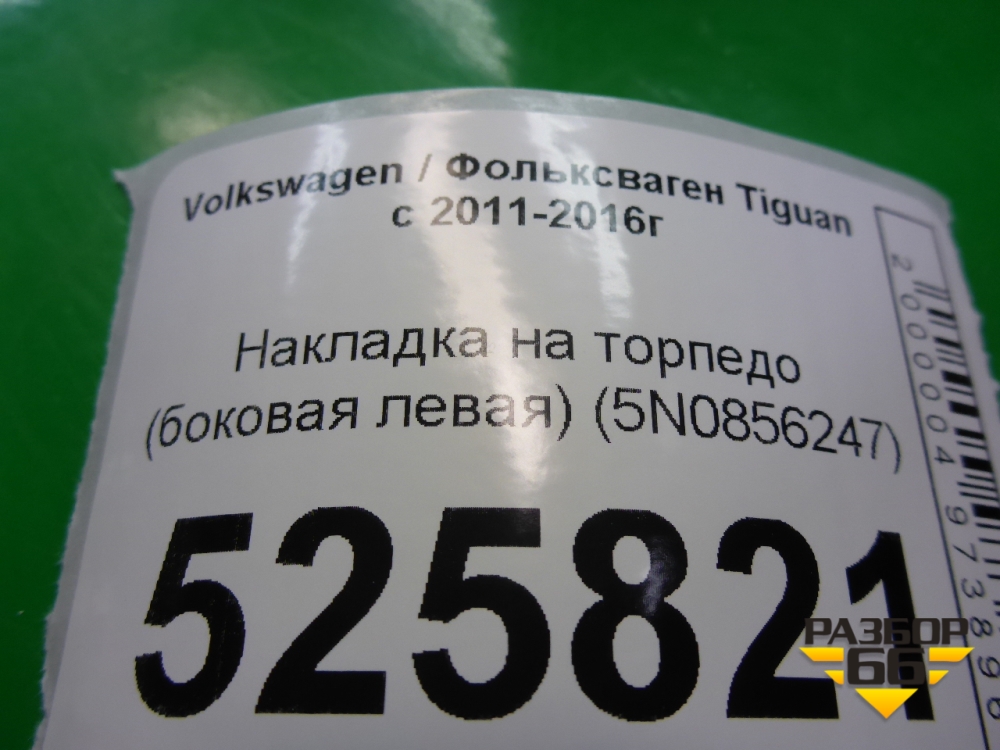 Volkswagen / Фольксваген Tiguan
с 2011-2016г
Накладка на торпедо
(боковая левая) (5N0856247)
525821
РАЗБОР
66